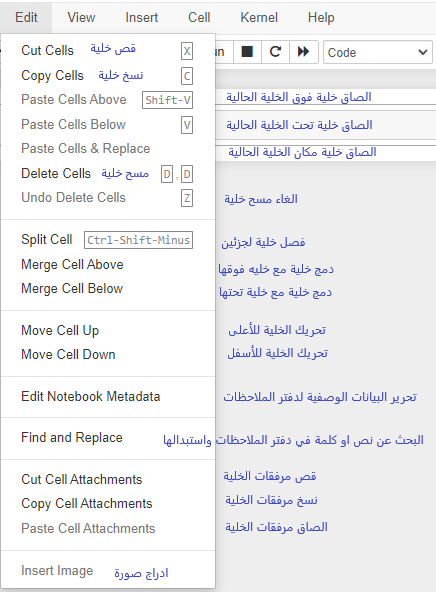 Edit View Insert Cell Kernel Help
Cut Cells قص خلية X un Code
Copy Cells نسخ خلية C
Paste Cells Above Shift-V الصاق خلية فوق الخلية الحالية
Paste Cells Below V الصاق خلية تحت الخلية الحالية
Paste Cells & Replace الصاق خلية مكان الخلية الحالية
Delete Cells مسح خلية D,D
Undo Delete Cells Z الغاء مسح خلية
Split Cell Ctrl-Shift-Minus فصل خلية لجزئين
Merge Cell Above دمج خلية مع خليه فوقها
Merge Cell Below دمج خلية مع خلية تحتها
Move Cell Up تحريك الخلية للأعلى
Move Cell Down تحريك الخلية للأسفل
Edit Notebook Metadata تحرير البيانات الوصفية لدفتر الملاحظات
Find and Replace البحث عن نص او كلمة في دفتر الملاحظات واستبدالها
Cut Cell Attachments قص مرفقات الخلية
Copy Cell Attachments نسخ مرفقات الخلية
Paste Cell Attachments الصاق مرفقات الخلية
Insert Image ادراج صورة